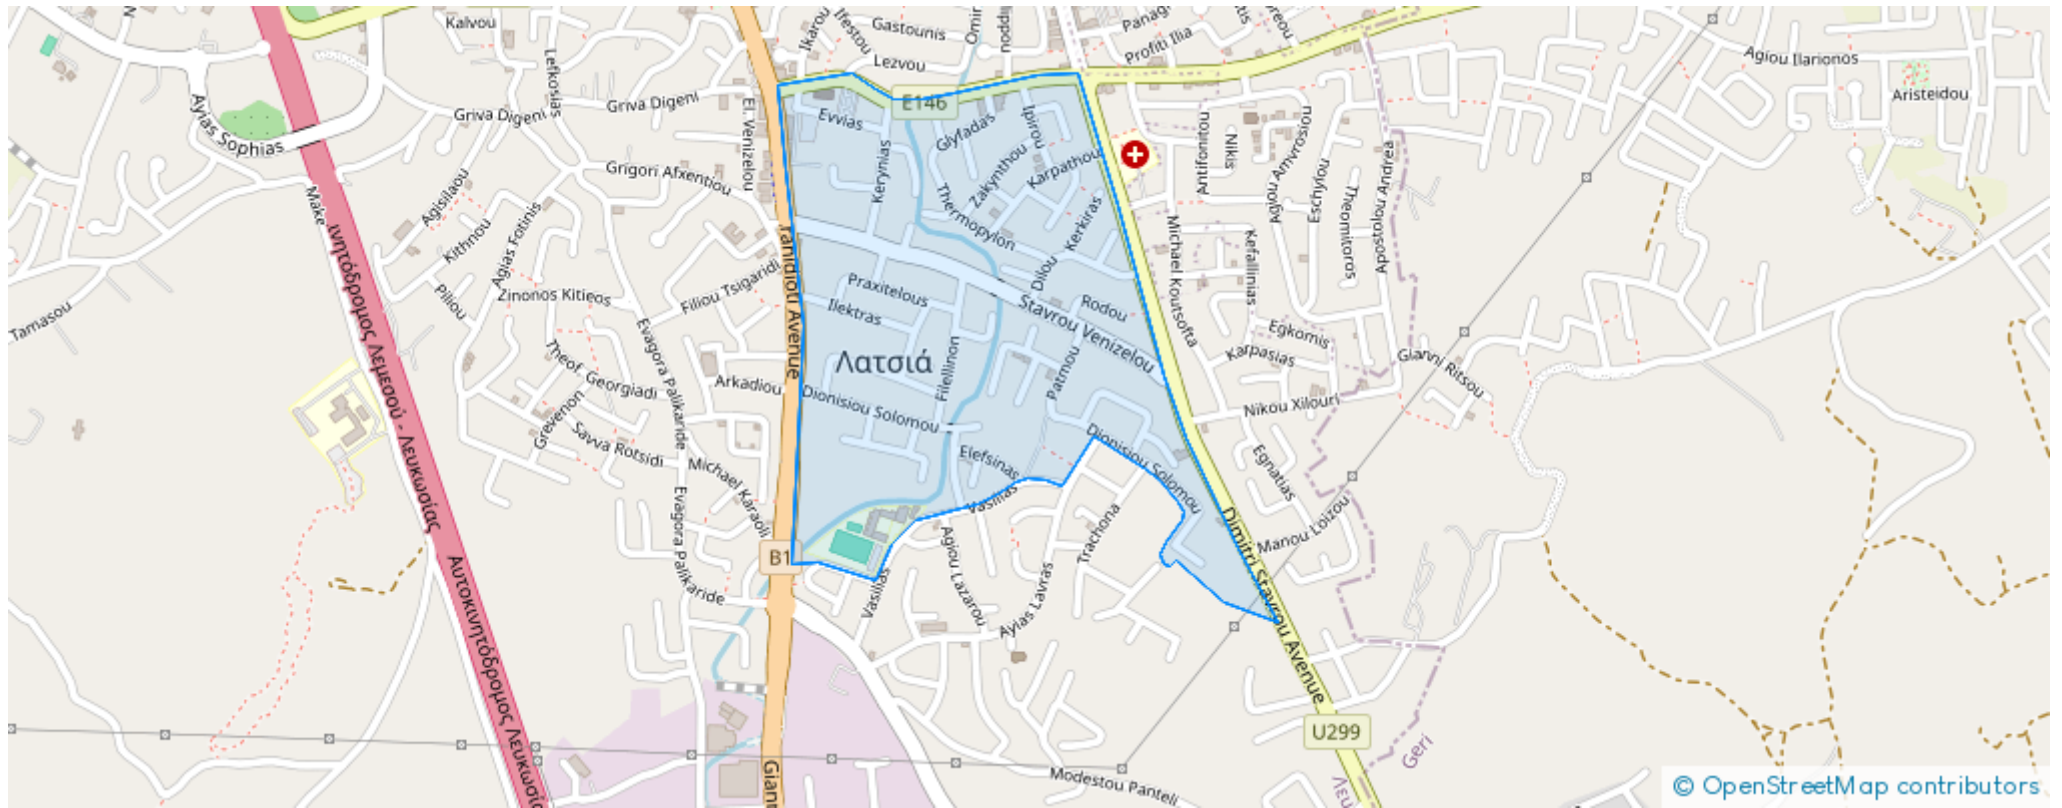 Kalvou
Lefkosias
Ikarou
Ifestou
Gastounis
Lezvou
Profiti Ilia
Agiou Ilarionos
Aristeidou
Ayias Sophias
Griva Digeni
Griva Digeni
El. Venizelou
E146
Evvias
Glyfadas
Ipirou
Zakynthou
Karpathou
Kerynias
Thermopylon
Kerkiras
Antifonitou
Nikis
Agiou Amvrosiou
Eschylou
Theomitoros
Apostolou Andrea
Grigori Afxentiou
Agisilaou
Kithnou
Agias Fotinis
Piliou
Zinonos Kitieos
Filiou Tsigaridi
Tamasou
Praxitelous
Ilektras
Dilou
Rodou
Stavrou Venizelou
Michael Koutsofta
Kefallinias
Egkomis
Karpasias
Gianni Ritsou
Nikou Xilouri
Λατσιά
Filellinon
Patmou
Dionisiou Solomou
Arkadiou
Theof. Georgiadi
Evagora Palikaride
Grevenon
Savva Rotsidi
Michael Karaoli
Evagora Palikaride
Elefsinas
Vasilias
Dionisiou Solomou
Egnatias
Manou Loizou
Dimitri Stavrou Avenue
Trachona
Agiou Lazarou
Ayias Lavras
Vasilias
B1
Αυτοκινητόδρομος Λευκωσίας
U299
Geri
Modestou Panteli
© OpenStreetMap contributors